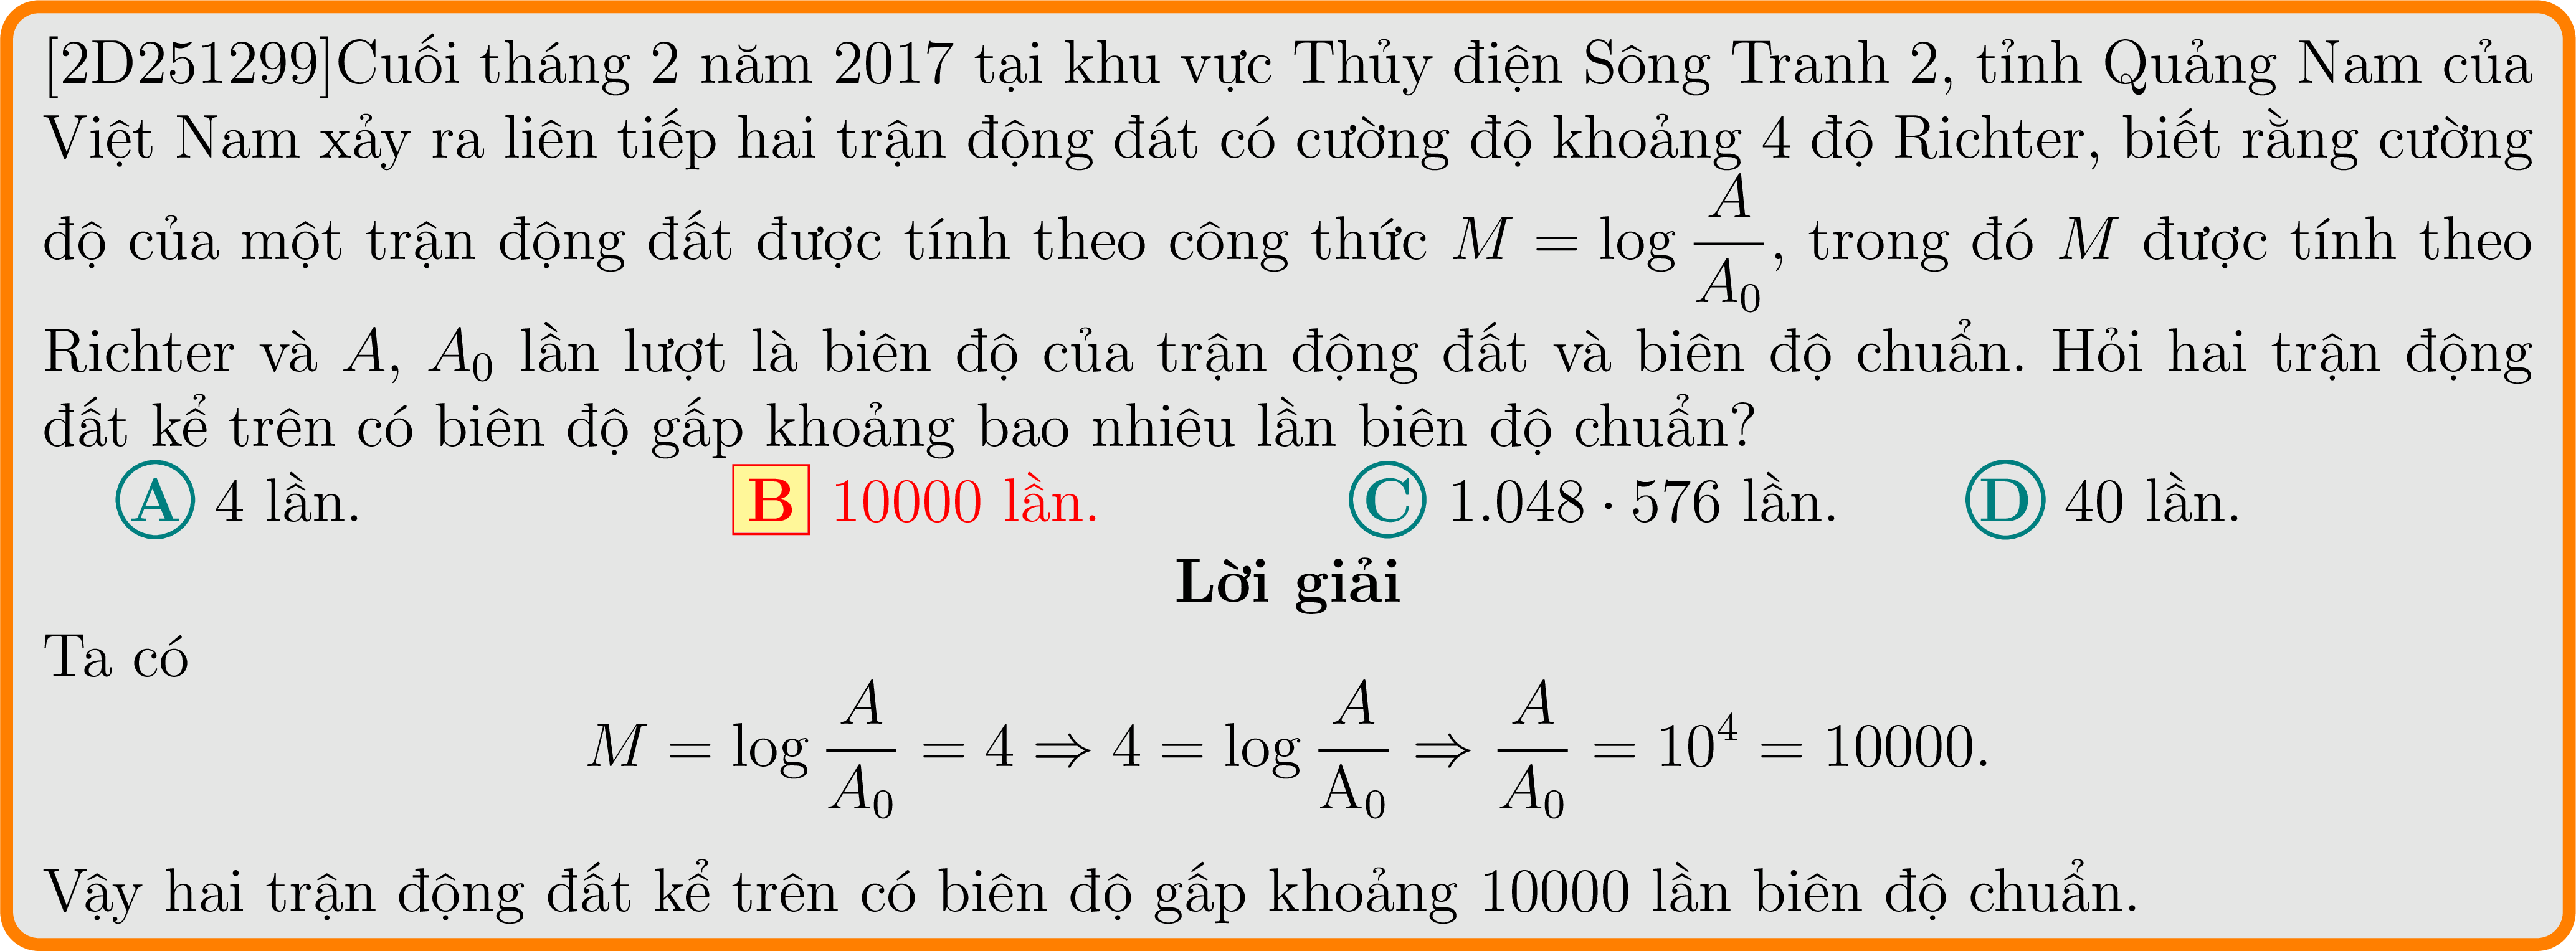 [2D251299]Cuối tháng 2 năm 2017 tại khu vực Thủy điện Sông Tranh 2, tỉnh Quảng Nam của
Việt Nam xảy ra liên tiếp hai trận động đát có cường độ khoảng 4 độ Richter, biết rằng cường
độ của một trận động đất được tính theo công thức $M = \log \dfrac{A}{A_0}$, trong đó $M$ được tính theo
Richter và $A$, $A_0$ lần lượt là biên độ của trận động đất và biên độ chuẩn. Hỏi hai trận động
đất kể trên có biên độ gấp khoảng bao nhiêu lần biên độ chuẩn?
A 4 lần. B 10000 lần. C 1.048 · 576 lần. D 40 lần.
Lời giải
Ta có
$M = \log \dfrac{A}{A_0} = 4 \Rightarrow 4 = \log \dfrac{A}{\mathrm{A}_0} \Rightarrow \dfrac{A}{A_0} = 10^4 = 10000.$
Vậy hai trận động đất kể trên có biên độ gấp khoảng 10000 lần biên độ chuẩn.